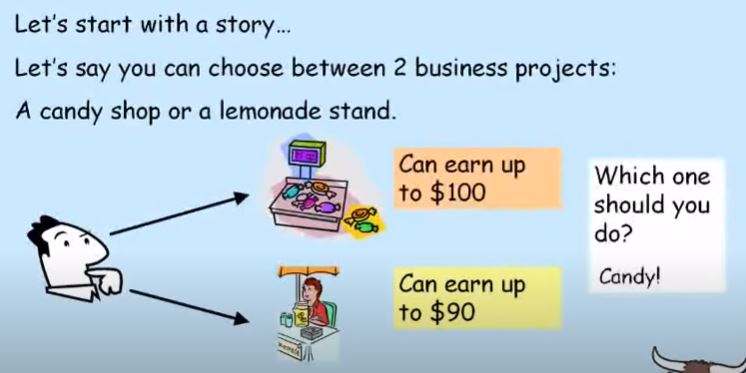 Let's start with a story...
Let's say you can choose between 2 business projects:
A candy shop or a lemonade stand.
Can earn up
to $100
Which one
should you
do?
Candy!
Can earn up
to $90